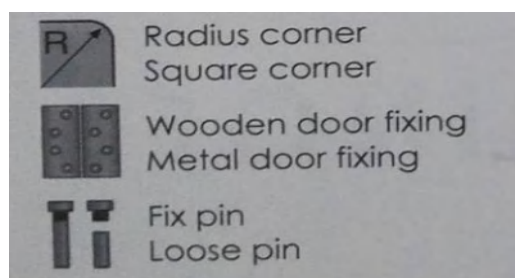 R
Radius corner
Square corner
Wooden door fixing
Metal door fixing
Fix pin
Loose pin